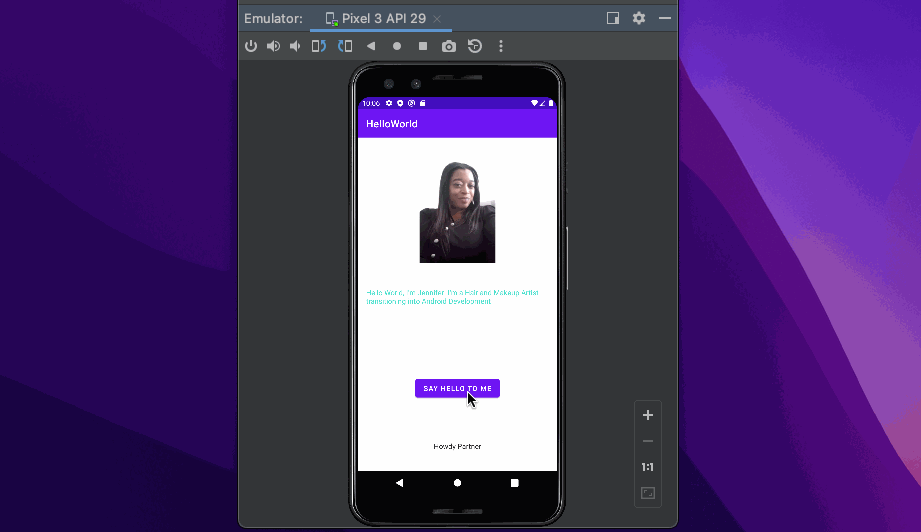 Emulator: Pixel 3 API 29
10:06
HelloWorld
Hello World, I'm Jennifer. I'm a Hair and Makeup Artist
transitioning into Android Development
SAY HELLO TO ME
Howdy Partner
1:1